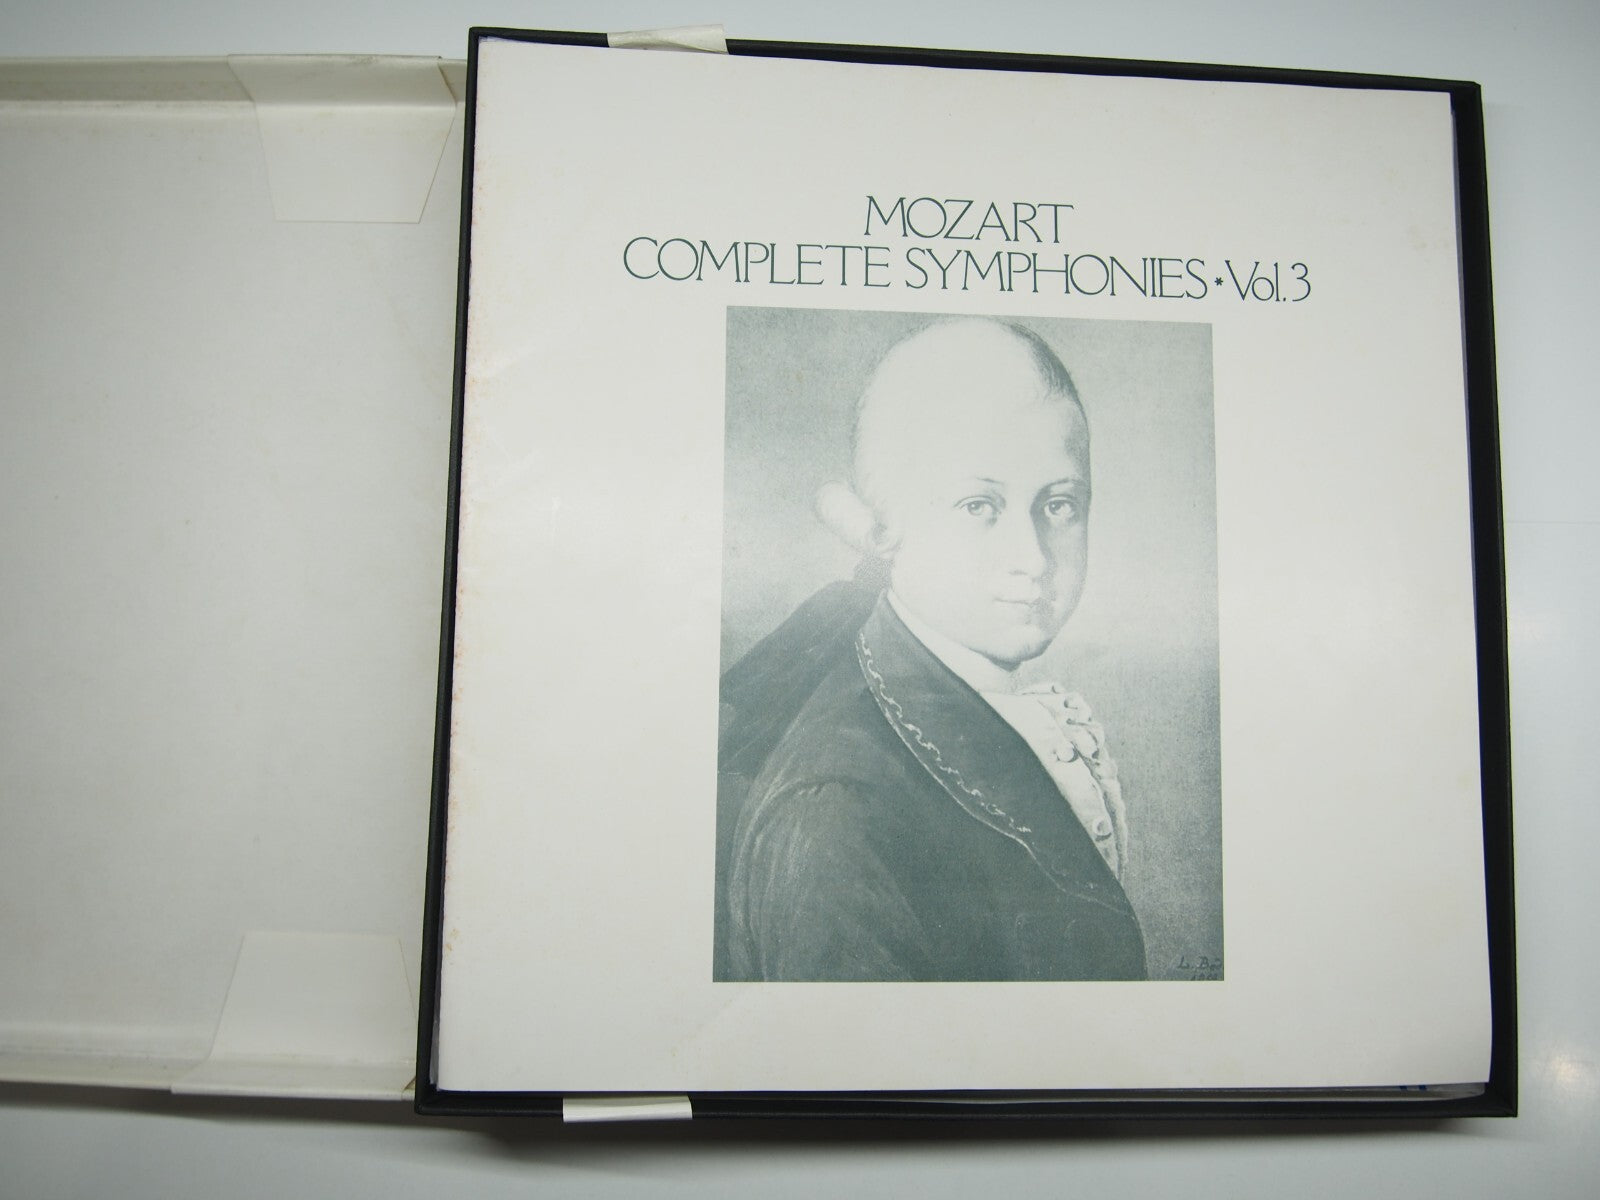 MOZART
COMPLETE SYMPHONIES * Vol.3